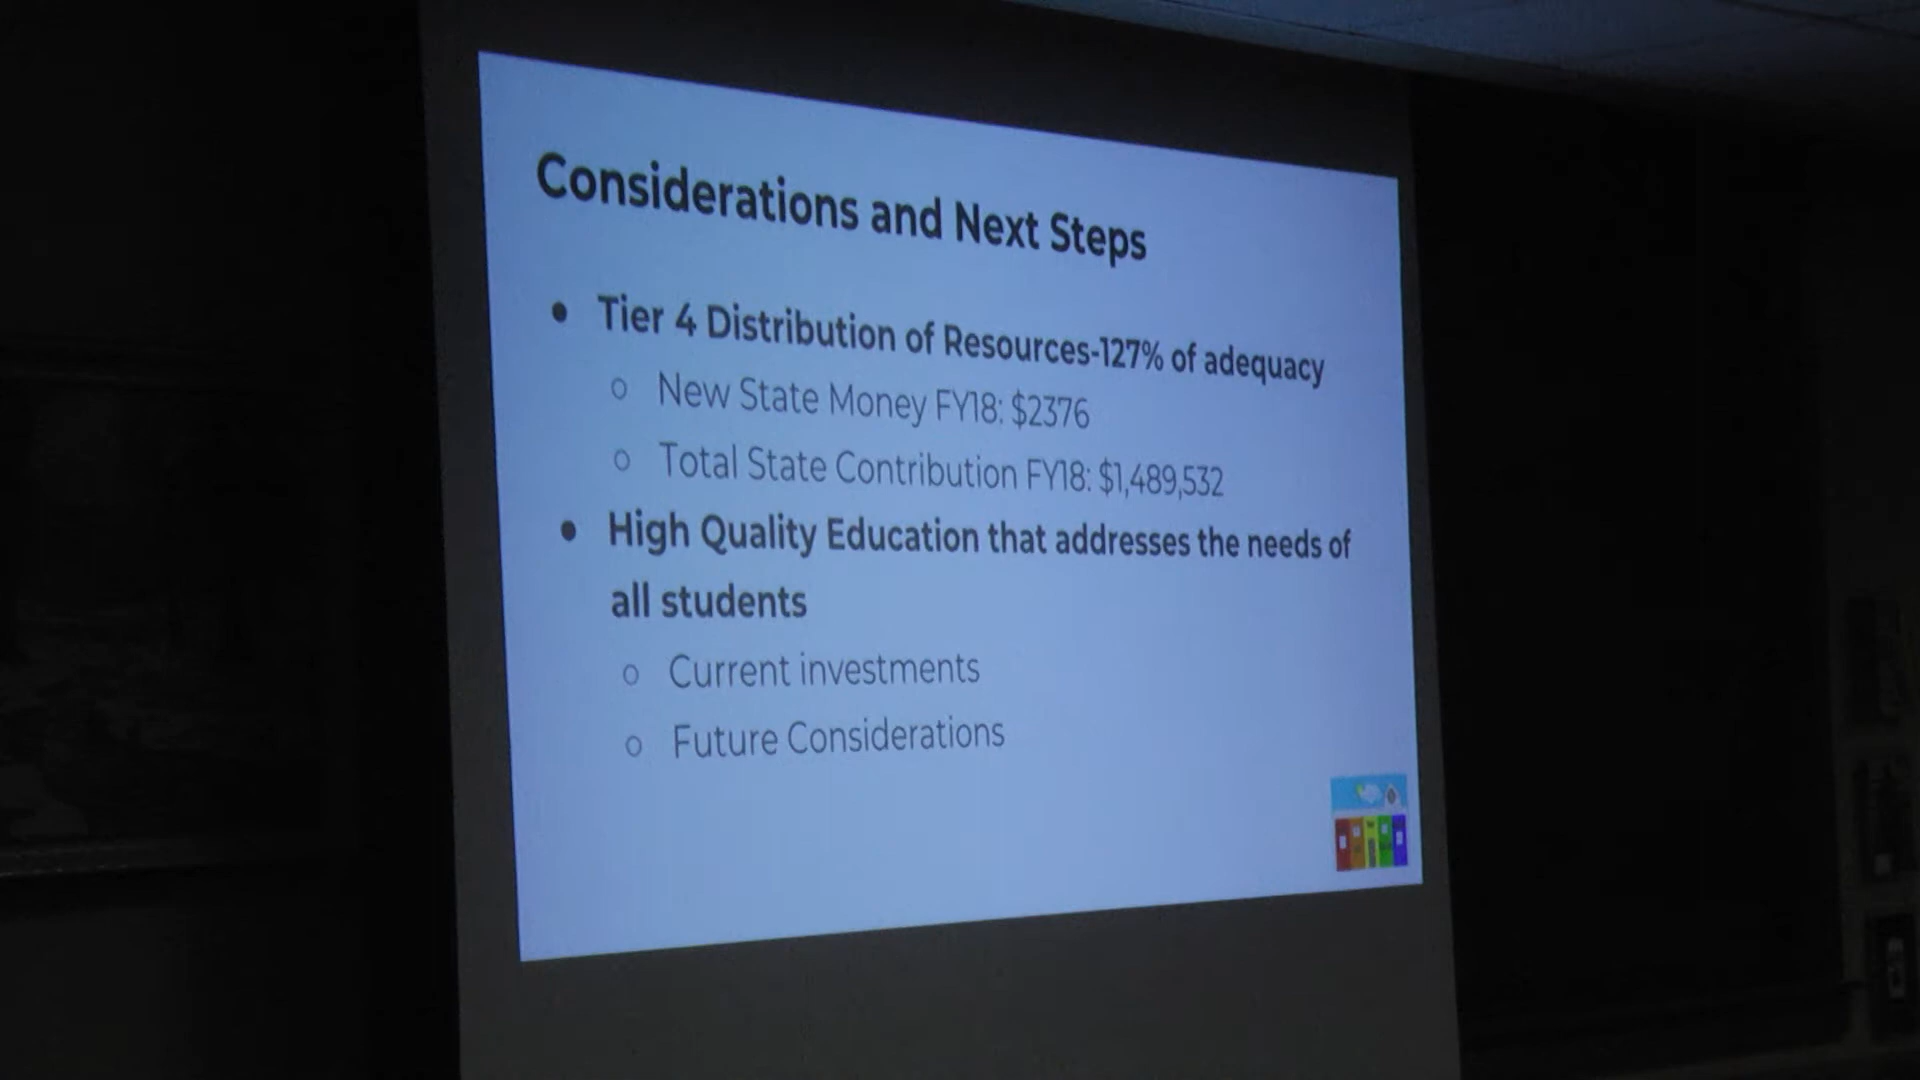 Considerations and Next Steps
● Tier 4 Distribution of Resources-127% of adequacy
○ New State Money FY18: $2376
○ Total State Contribution FY18: $1,489,532
● High Quality Education that addresses the needs of
all students
○ Current investments
○ Future Considerations